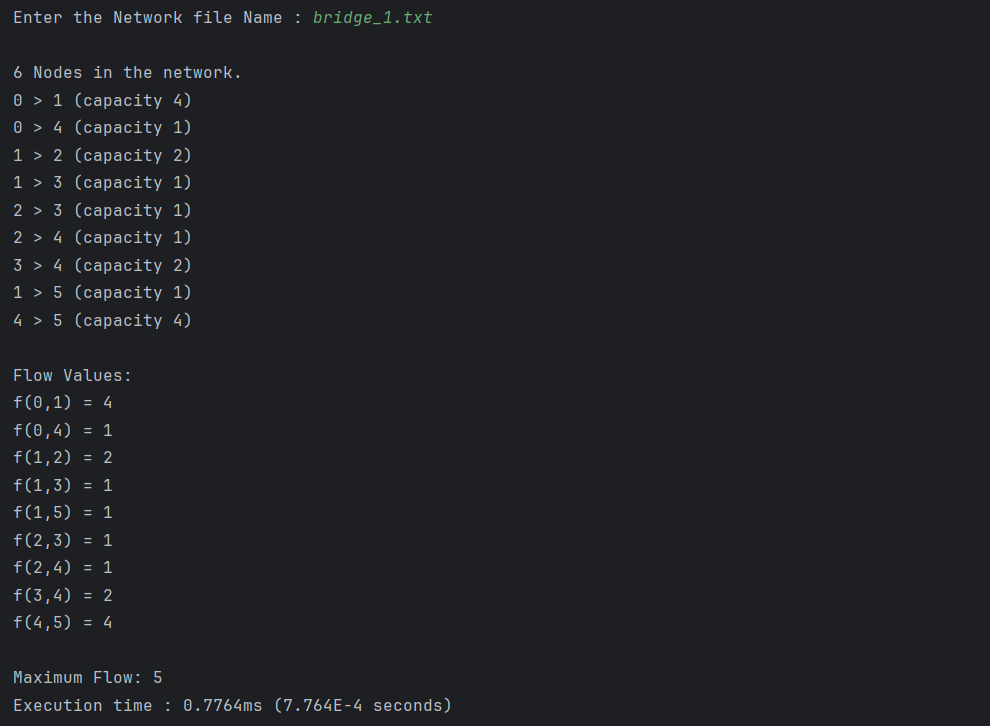 Enter the Network file Name : bridge_1.txt
6 Nodes in the network.
0 > 1 (capacity 4)
0 > 4 (capacity 1)
1 > 2 (capacity 2)
1 > 3 (capacity 1)
2 > 3 (capacity 1)
2 > 4 (capacity 1)
3 > 4 (capacity 2)
1 > 5 (capacity 1)
4 > 5 (capacity 4)
Flow Values:
f(0,1) = 4
f(0,4) = 1
f(1,2) = 2
f(1,3) = 1
f(1,5) = 1
f(2,3) = 1
f(2,4) = 1
f(3,4) = 2
f(4,5) = 4
Maximum Flow: 5
Execution time : 0.7764ms (7.764E-4 seconds)